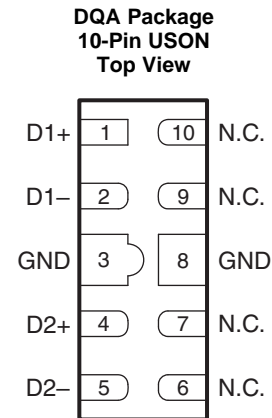 DQA Package
10-Pin USON
Top View
D1+ 1 10 N.C.
D1– 2 9 N.C.
GND 3 8 GND
D2+ 4 7 N.C.
D2– 5 6 N.C.